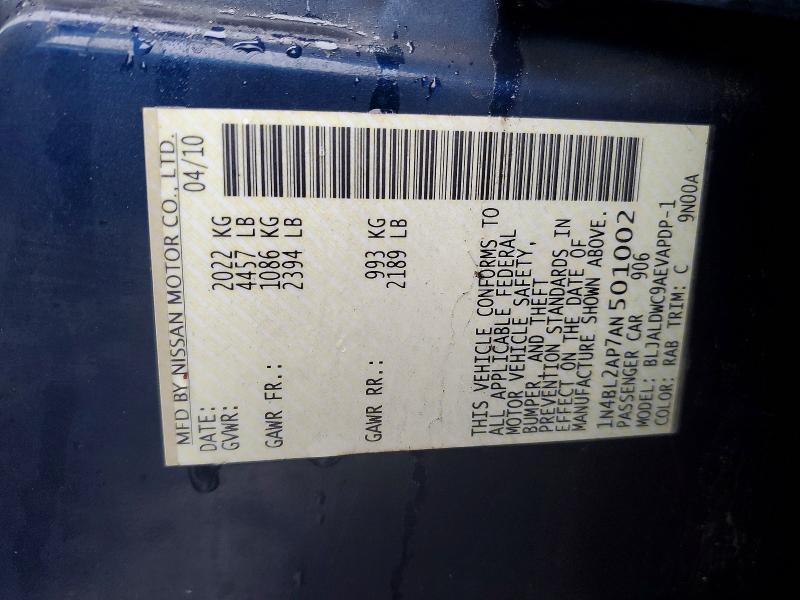 MFD BY NISSAN MOTOR CO., LTD.
DATE: 04/10
GVWR: 2022 KG
4457 LB
GAWR FR.: 1086 KG
2394 LB
GAWR RR.: 993 KG
2189 LB
THIS VEHICLE CONFORMS TO
ALL APPLICABLE FEDERAL
MOTOR VEHICLE SAFETY,
BUMPER, AND THEFT
PREVENTION STANDARDS IN
EFFECT ON THE DATE OF
MANUFACTURE SHOWN ABOVE.
1N4BL2AP7AN501002
PASSENGER CAR 906
MODEL: BLJALDWC9AEVAPDP-1
COLOR: RAB TRIM: C 9N00A